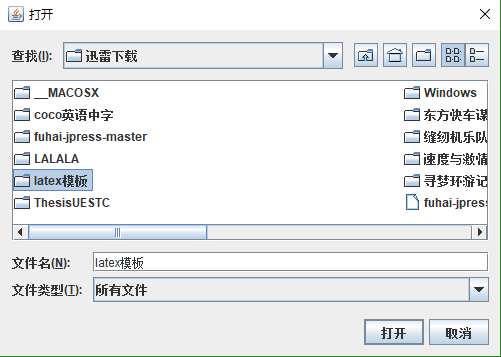 打开
查找(I):
迅雷下载
__MACOSX
coco英语中字
fuhai-jpress-master
LALALA
latex模板
ThesisUESTC
Windows
东方快车谋
缝纫机乐队
速度与激情
寻梦环游记
fuhai-jpres
文件名(N):
latex模板
文件类型(T):
所有文件
打开
取消